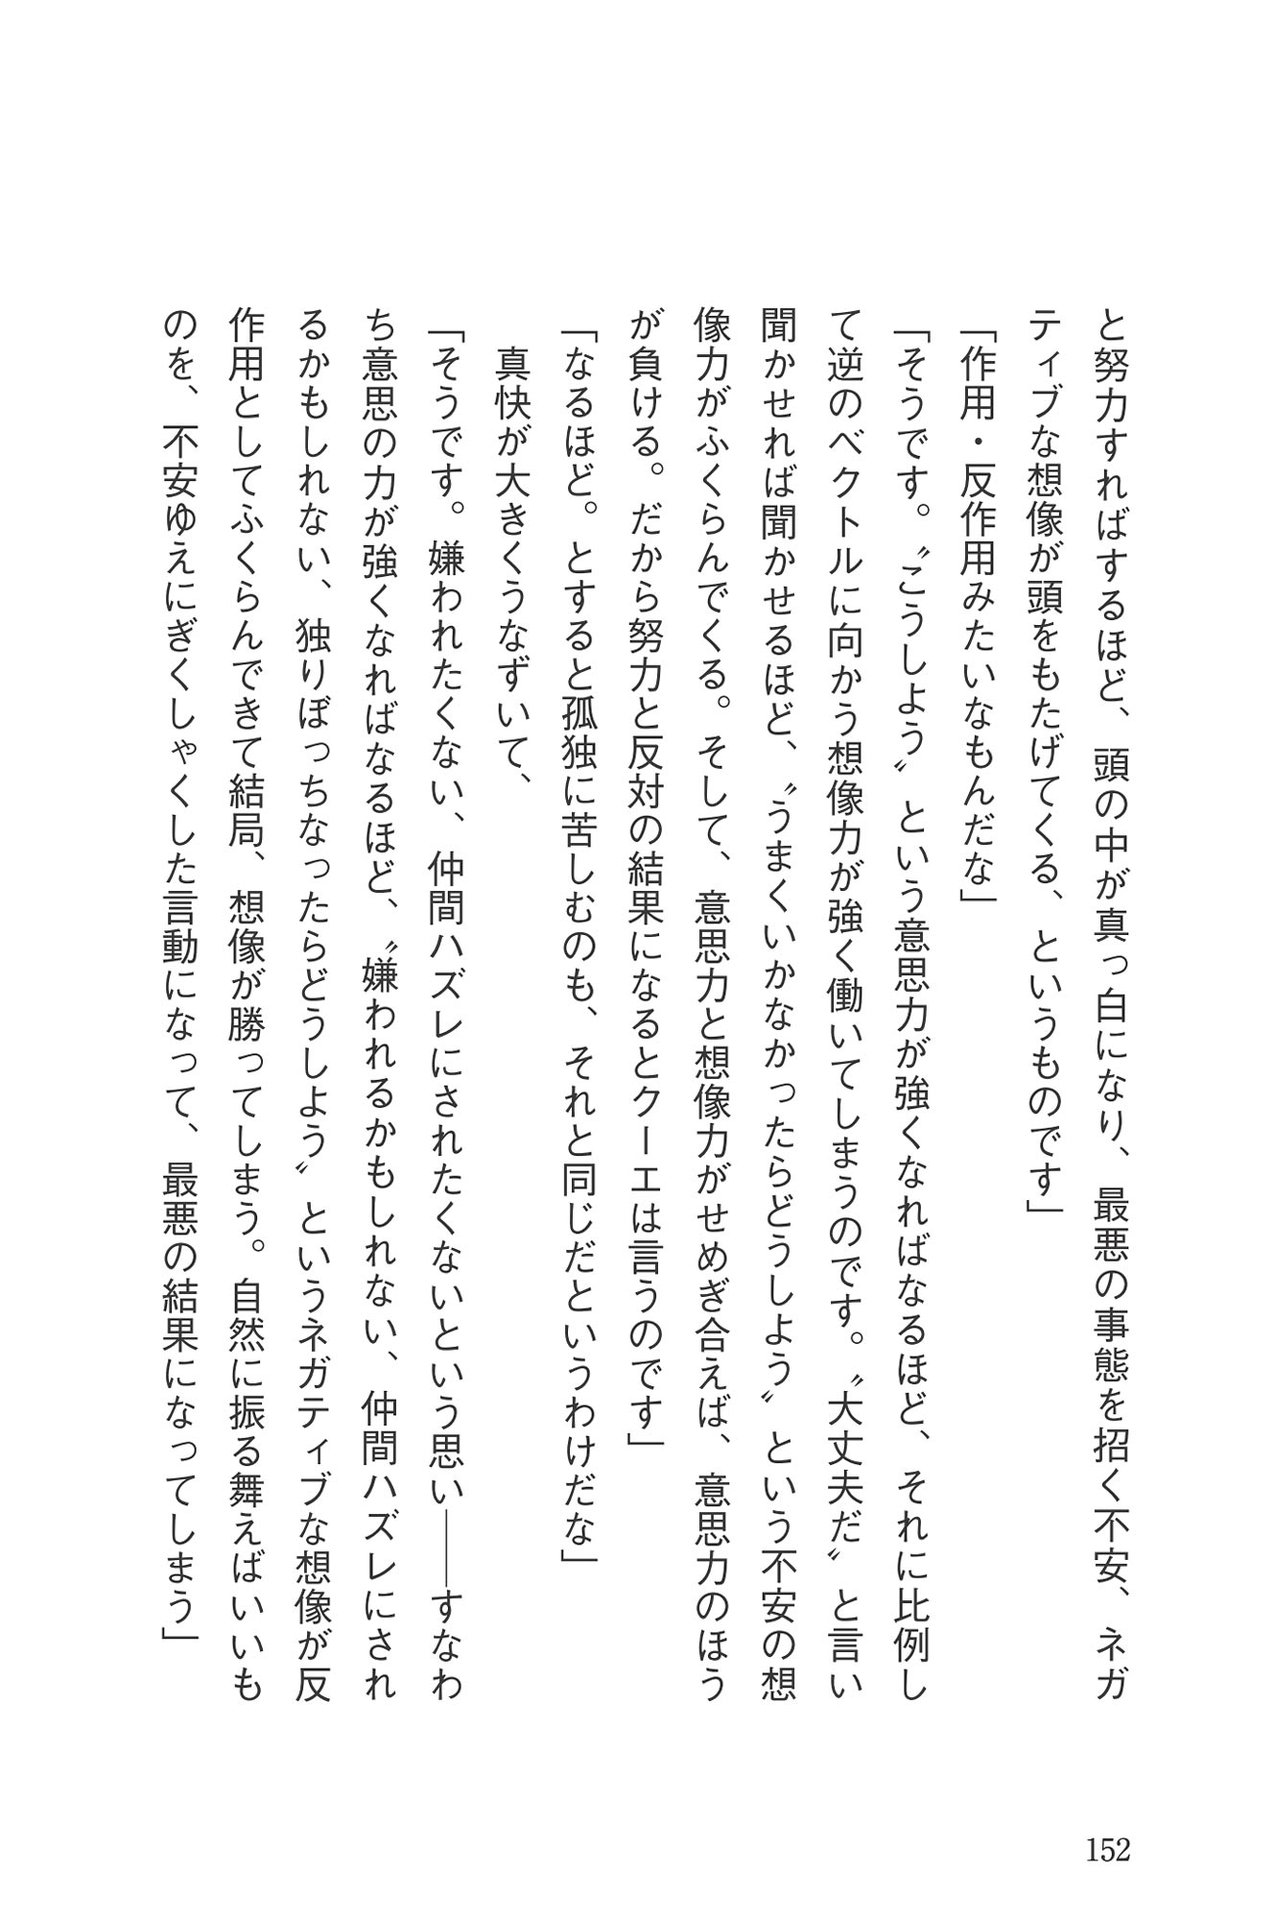 と努力すればするほど、頭の中が真っ白になり、最悪の事態を招く不安、ネガ
ティブな想像が頭をもたげてくる、というものです」
「作用・反作用みたいなもんだな」
「そうです。〝こうしよう〟という意思力が強くなればなるほど、それに比例し
て逆のベクトルに向かう想像力が強く働いてしまうのです。〝大丈夫だ〟と言い
聞かせれば聞かせるほど、〝うまくいかなかったらどうしよう〟という不安の想
像力がふくらんでくる。そして、意思力と想像力がせめぎ合えば、意思力のほう
が負ける。だから努力と反対の結果になるとクーエは言うのです」
「なるほど。とすると孤独に苦しむのも、それと同じだというわけだな」
　真快が大きくうなずいて、
「そうです。嫌われたくない、仲間ハズレにされたくないという思い――すなわ
ち意思の力が強くなればなるほど、〝嫌われるかもしれない、仲間ハズレにされ
るかもしれない、独りぼっちなったらどうしよう〟というネガティブな想像が反
作用としてふくらんできて結局、想像が勝ってしまう。自然に振る舞えばいいも
のを、不安ゆえにぎくしゃくした言動になって、最悪の結果になってしまう」
152